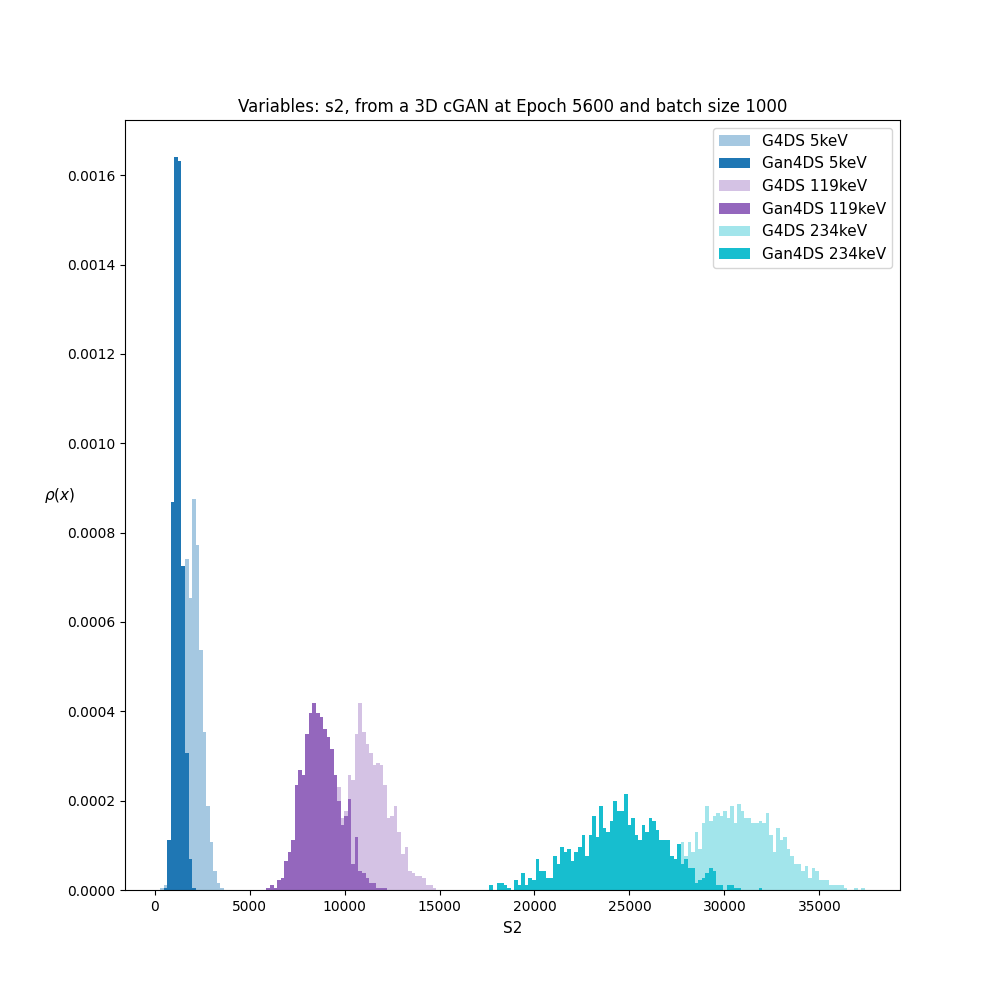 Variables: s2, from a 3D cGAN at Epoch 5600 and batch size 1000
G4DS 5keV
Gan4DS 5keV
G4DS 119keV
Gan4DS 119keV
G4DS 234keV
Gan4DS 234keV
0.0016
0.0014
0.0012
0.0010
ρ(x)
0.0008
0.0006
0.0004
0.0002
0.0000
0 5000 10000 15000 20000 25000 30000 35000
S2